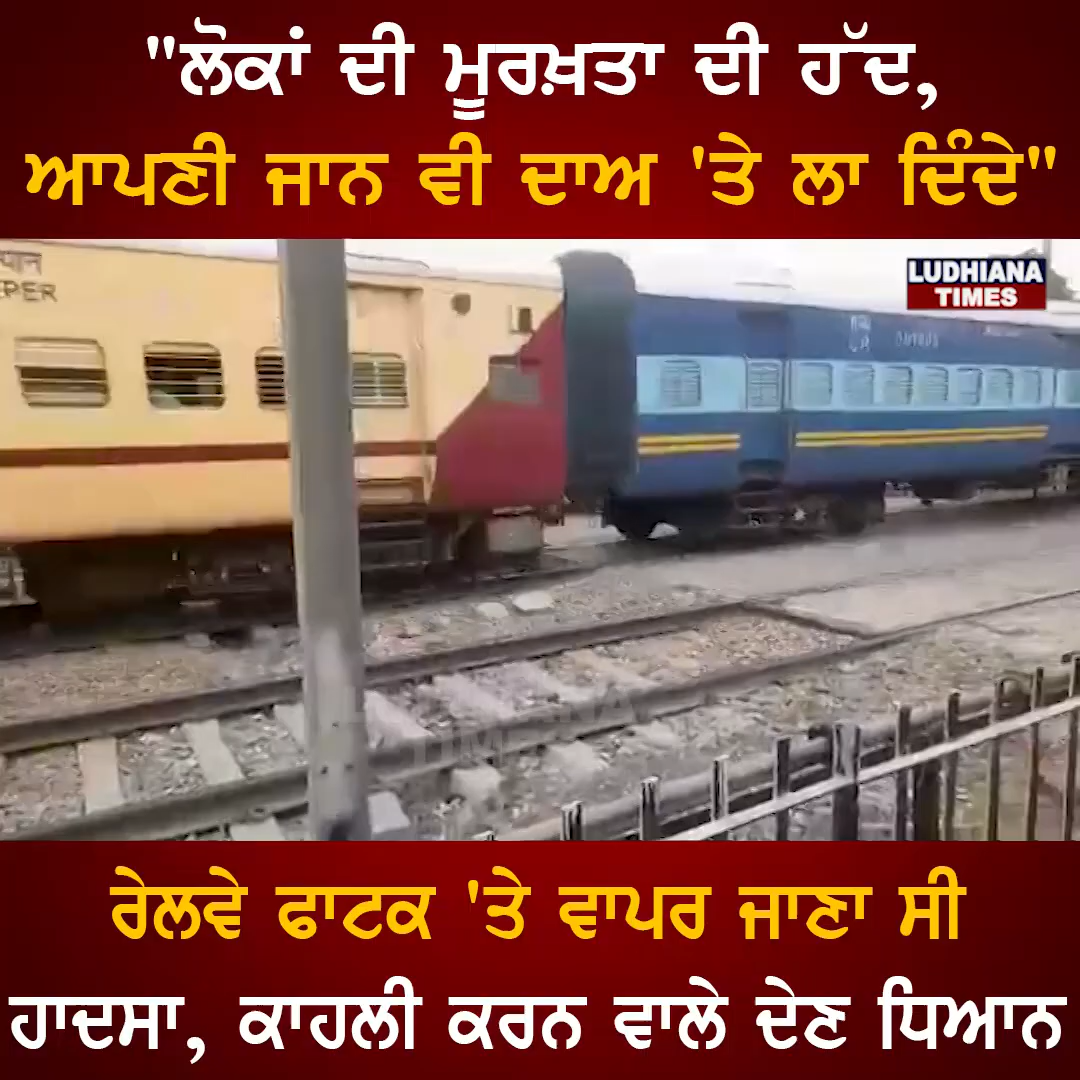 "ਲੋਕਾਂ ਦੀ ਮੂਰਖ਼ਤਾ ਦੀ ਹੱਦ,
ਆਪਣੀ ਜਾਨ ਵੀ ਦਾਅ 'ਤੇ ਲਾ ਦਿੰਦੇ"
LUDHIANA
TIMES
ਰੇਲਵੇ ਫਾਟਕ 'ਤੇ ਵਾਪਰ ਜਾਣਾ ਸੀ
ਹਾਦਸਾ, ਕਾਹਲੀ ਕਰਨ ਵਾਲੇ ਦੇਣ ਧਿਆਨ